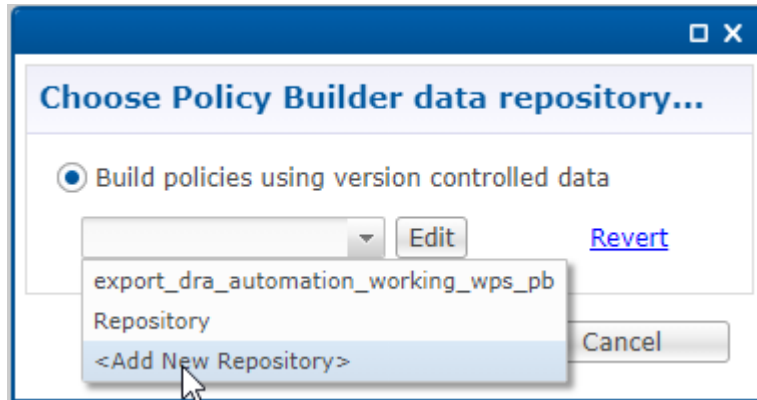 Choose Policy Builder data repository...
Build policies using version controlled data
Edit Revert
export_dra_automation_working_wps_pb
Repository
<Add New Repository>
Cancel